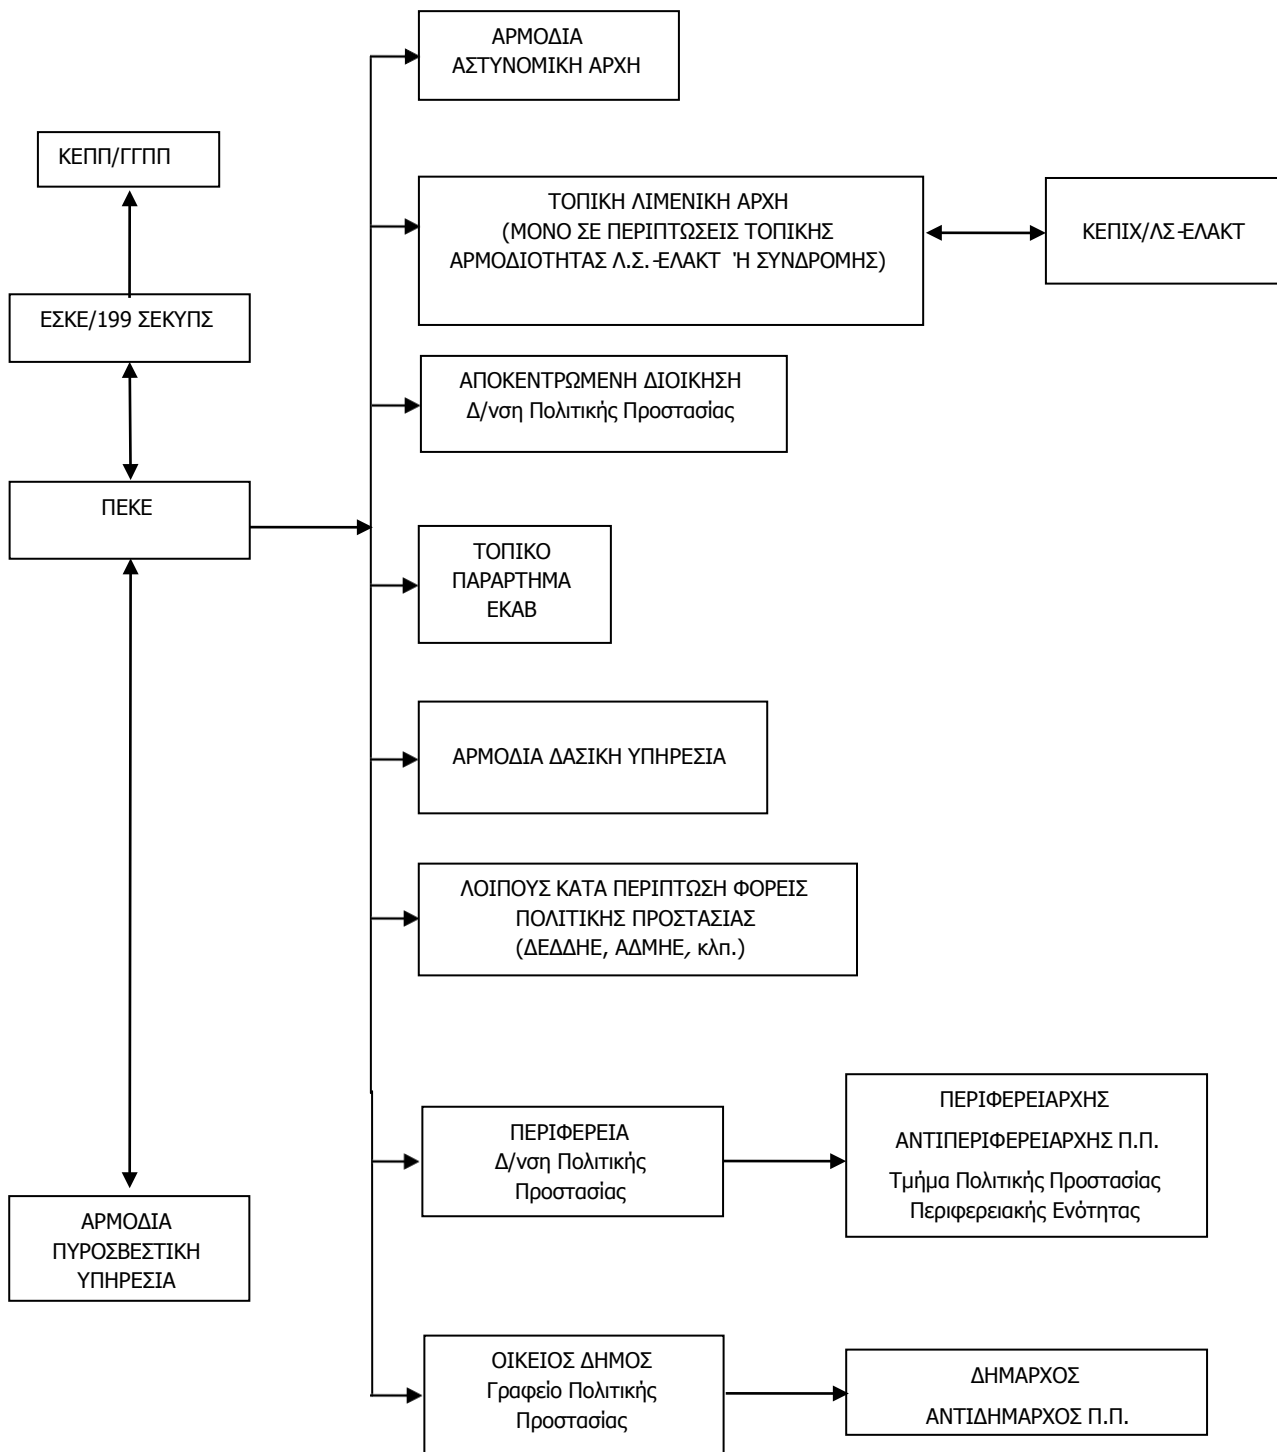 ΑΡΜΟΔΙΑ
ΑΣΤΥΝΟΜΙΚΗ ΑΡΧΗ
ΚΕΠΠ/ΓΓΠΠ
ΤΟΠΙΚΗ ΛΙΜΕΝΙΚΗ ΑΡΧΗ
(ΜΟΝΟ ΣΕ ΠΕΡΙΠΤΩΣΕΙΣ ΤΟΠΙΚΗΣ
ΑΡΜΟΔΙΟΤΗΤΑΣ Λ.Σ.-ΕΛΑΚΤ Ή ΣΥΝΔΡΟΜΗΣ)
ΚΕΠΙΧ/ΛΣ-ΕΛΑΚΤ
ΕΣΚΕ/199 ΣΕΚΥΠΣ
ΑΠΟΚΕΝΤΡΩΜΕΝΗ ΔΙΟΙΚΗΣΗ
Δ/νση Πολιτικής Προστασίας
ΠΕΚΕ
ΤΟΠΙΚΟ
ΠΑΡΑΡΤΗΜΑ
ΕΚΑΒ
ΑΡΜΟΔΙΑ ΔΑΣΙΚΗ ΥΠΗΡΕΣΙΑ
ΛΟΙΠΟΥΣ ΚΑΤΑ ΠΕΡΙΠΤΩΣΗ ΦΟΡΕΙΣ
ΠΟΛΙΤΙΚΗΣ ΠΡΟΣΤΑΣΙΑΣ
(ΔΕΔΔΗΕ, ΑΔΜΗΕ, κλπ.)
ΠΕΡΙΦΕΡΕΙΑ
Δ/νση Πολιτικής
Προστασίας
ΠΕΡΙΦΕΡΕΙΑΡΧΗΣ
ΑΝΤΙΠΕΡΙΦΕΡΕΙΑΡΧΗΣ Π.Π.
Τμήμα Πολιτικής Προστασίας
Περιφερειακής Ενότητας
ΑΡΜΟΔΙΑ
ΠΥΡΟΣΒΕΣΤΙΚΗ
ΥΠΗΡΕΣΙΑ
ΟΙΚΕΙΟΣ ΔΗΜΟΣ
Γραφείο Πολιτικής
Προστασίας
ΔΗΜΑΡΧΟΣ
ΑΝΤΙΔΗΜΑΡΧΟΣ Π.Π.